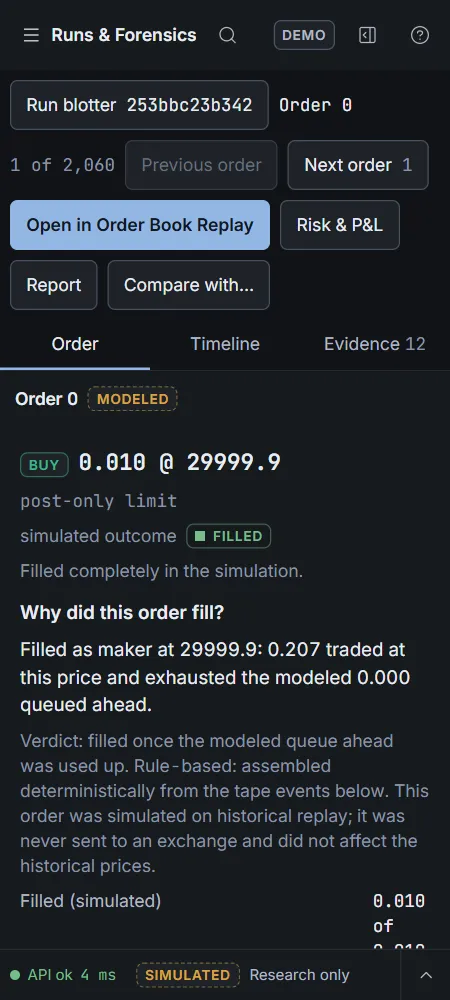 Runs & Forensics DEMO
Run blotter 253bbc23b342 Order 0
1 of 2,060 Previous order Next order 1
Open in Order Book Replay Risk & P&L
Report Compare with...
Order Timeline Evidence 12
Order 0 MODELED
BUY 0.010 @ 29999.9
post-only limit
simulated outcome FILLED
Filled completely in the simulation.
Why did this order fill?
Filled as maker at 29999.9: 0.207 traded at
this price and exhausted the modeled 0.000
queued ahead.
Verdict: filled once the modeled queue ahead
was used up. Rule-based: assembled
deterministically from the tape events below. This
order was simulated on historical replay; it was
never sent to an exchange and did not affect the
historical prices.
Filled (simulated) 0.010
of
API ok 4 ms SIMULATED Research only